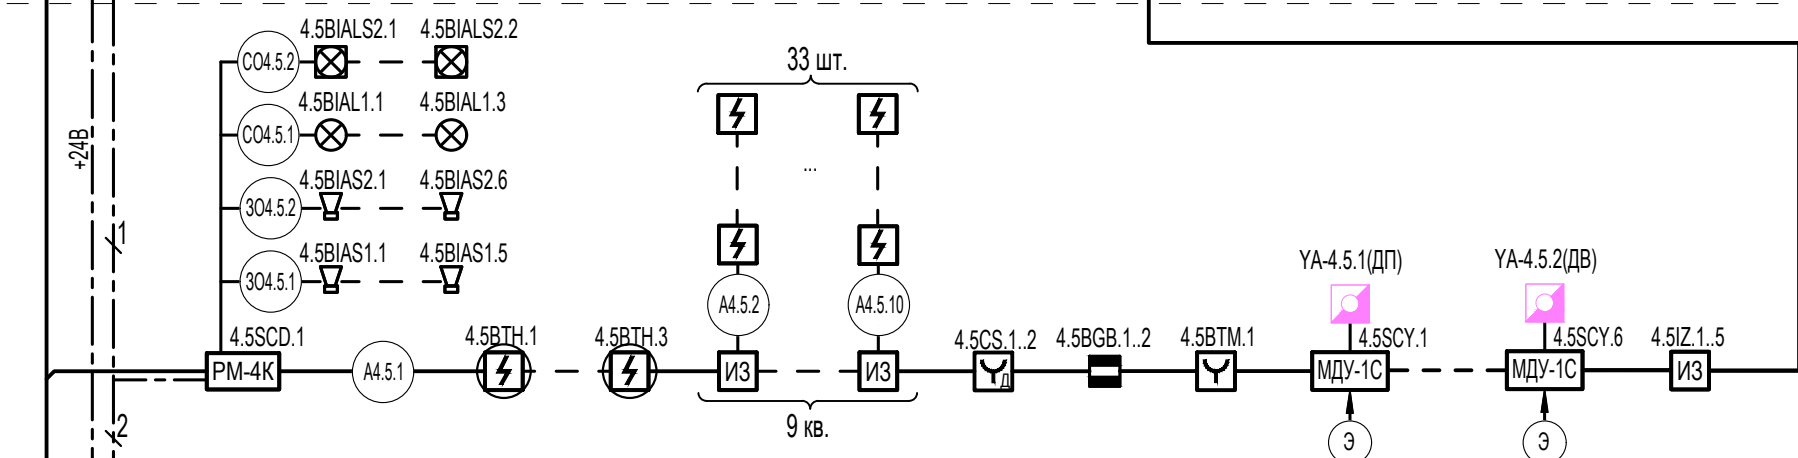 4.5BIALS2.1 4.5BIALS2.2
СО4.5.2
33 шт.
4.5BIAL1.1 4.5BIAL1.3
СО4.5.1
+24В
4.5BIAS2.1 4.5BIAS2.6
ЗО4.5.2
...
1
4.5BIAS1.1 4.5BIAS1.5
ЗО4.5.1
YA-4.5.1(ДП) YA-4.5.2(ДВ)
А4.5.2 А4.5.10
4.5SCD.1 4.5BTH.1 4.5BTH.3 4.5CS.1..2 4.5BGB.1..2 4.5BTM.1 4.5SCY.1 4.5SCY.6 4.5IZ.1..5
РМ-4К А4.5.1 ИЗ ИЗ Д МДУ-1С МДУ-1С ИЗ
2
9 кв.
Э Э